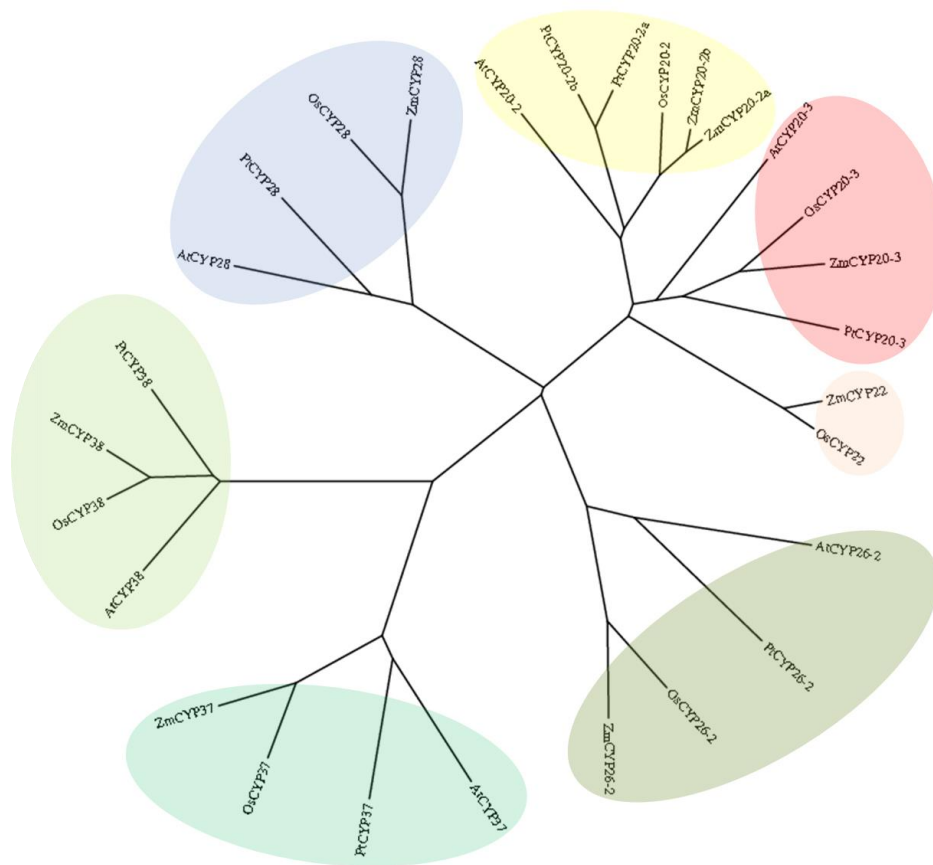 AtCYP20-2
PtCYP20-2b
PtCYP20-2a
OsCYP20-2
ZmCYP20-2b
ZmCYP20-2a
AtCYP20-3
OsCYP20-3
ZmCYP20-3
PtCYP20-3
ZmCYP22
OsCYP22
AtCYP26-2
PtCYP26-2
OsCYP26-2
ZmCYP26-2
AtCYP37
PtCYP37
OsCYP37
ZmCYP37
AtCYP38
OsCYP38
ZmCYP38
PtCYP38
AtCYP28
PtCYP28
OsCYP28
ZmCYP28